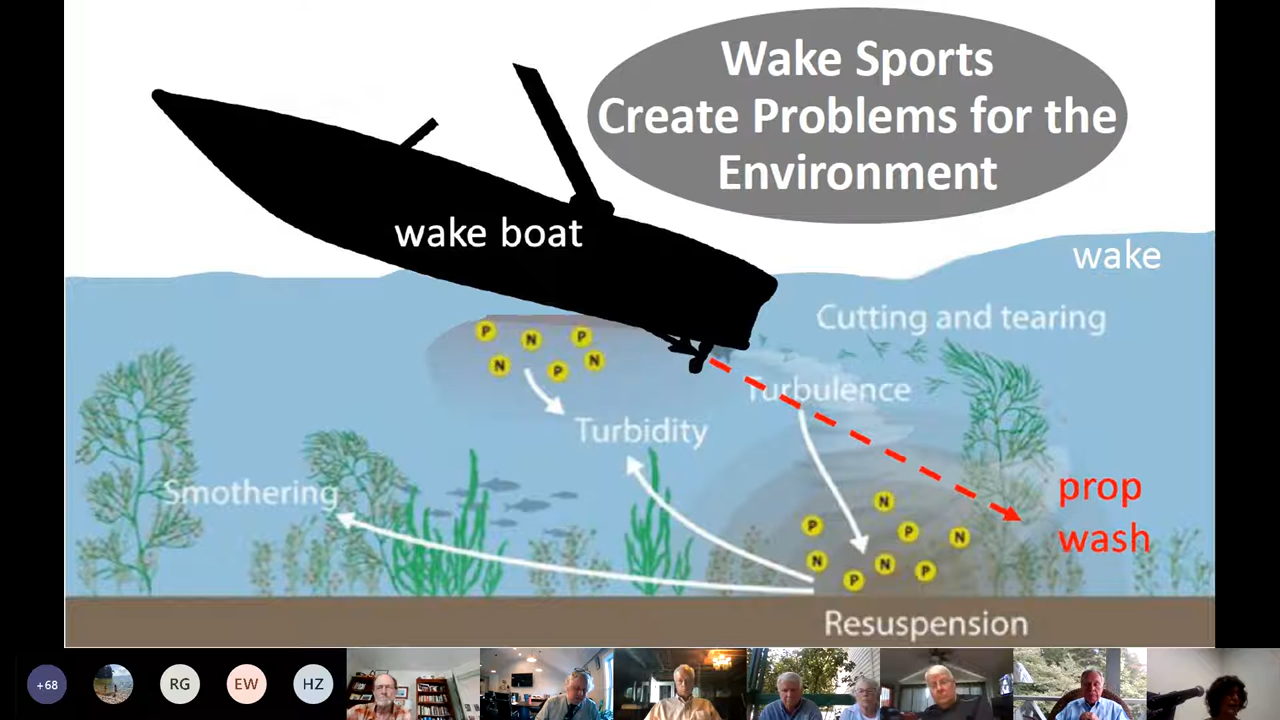 Wake Sports
Create Problems for the
Environment
wake boat
wake
Cutting and tearing
P
N
P
N
P
N
Turbulence
Turbidity
Smothering
prop
wash
N
P
P
N
N
N
P
P
Resuspension
+68
RG
EW
HZ